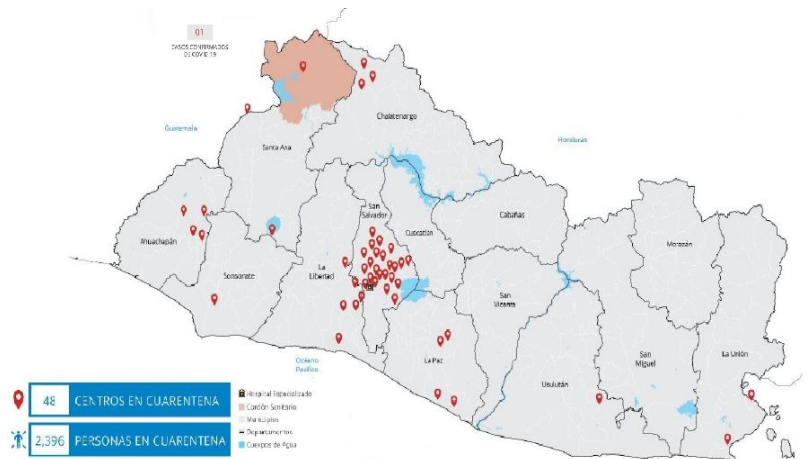 01
CASOS CONFIRMADOS
DE COVID-19
Guatemala
Honduras
Chalatenango
Santa Ana
Ahuachapán
Sonsonate
La
Libertad
San
Salvador
Cuscatlán
Cabañas
San
Vicente
La Paz
Usulután
San
Miguel
Morazán
La Unión
Océano
Pacífico
48 CENTROS EN CUARENTENA
2,396 PERSONAS EN CUARENTENA
Hospital Especializado
Cordón Sanitario
Municipios
Departamentos
Cuerpos de Agua